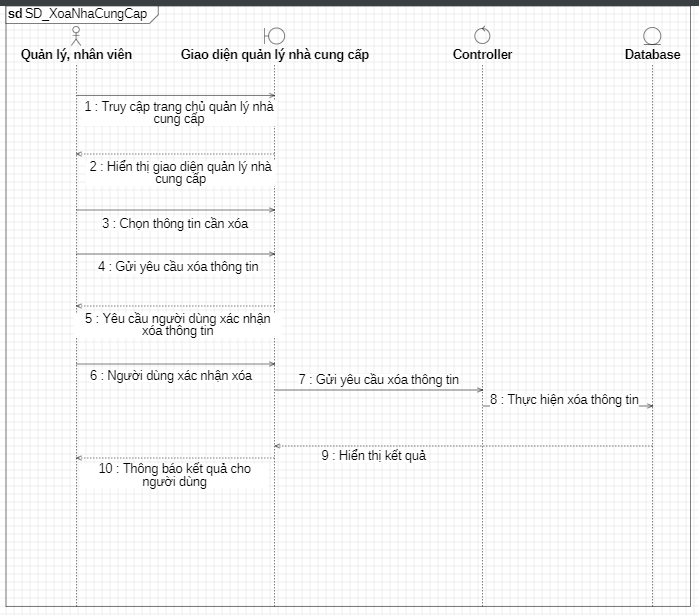 sd SD_XoaNhaCungCap
Quản lý, nhân viên
Giao diện quản lý nhà cung cấp
Controller
Database
1 : Truy cập trang chủ quản lý nhà
cung cấp
2 : Hiển thị giao diện quản lý nhà
cung cấp
3 : Chọn thông tin cần xóa
4 : Gửi yêu cầu xóa thông tin
5 : Yêu cầu người dùng xác nhận
xóa thông tin
6 : Người dùng xác nhận xóa
7 : Gửi yêu cầu xóa thông tin
8 : Thực hiện xóa thông tin
9 : Hiển thị kết quả
10 : Thông báo kết quả cho
người dùng